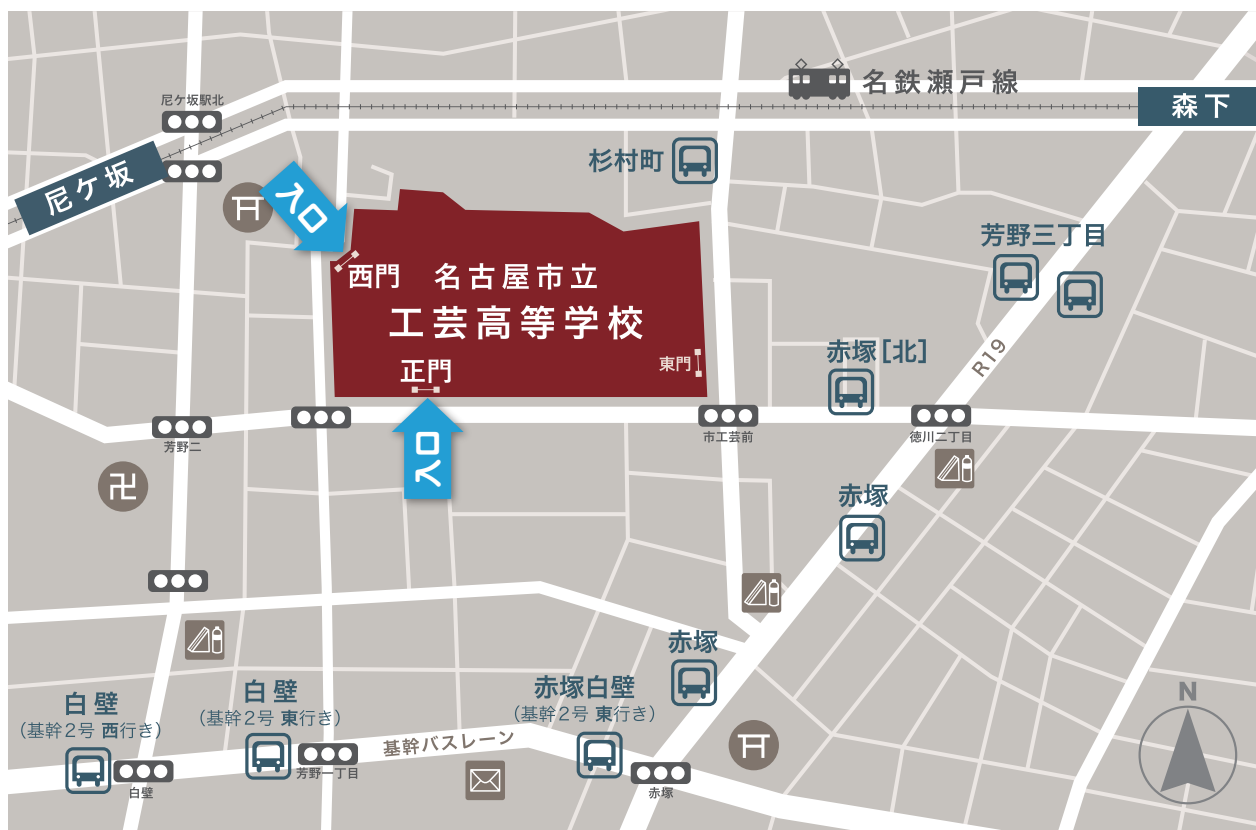 名鉄瀬戸線
尼ケ坂駅北
森下
尼ケ坂
杉村町
入口
芳野三丁目
西門
名古屋市立
工芸高等学校
R19
赤塚[北]
東門
正門
入口
芳野二
市工芸前
徳川二丁目
赤塚
赤塚
白壁
(基幹2号 西行き)
白壁
(基幹2号 東行き)
赤塚白壁
(基幹2号 東行き)
N
基幹バスレーン
芳野一丁目
白壁
赤塚